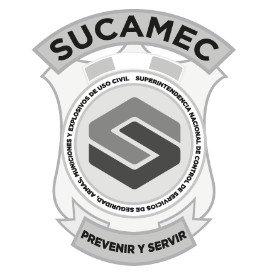 SUCAMEC
SUPERINTENDENCIA NACIONAL DE CONTROL DE SERVICIOS DE SEGURIDAD, ARMAS, MUNICIONES Y EXPLOSIVOS DE USO CIVIL
PREVENIR Y SERVIR